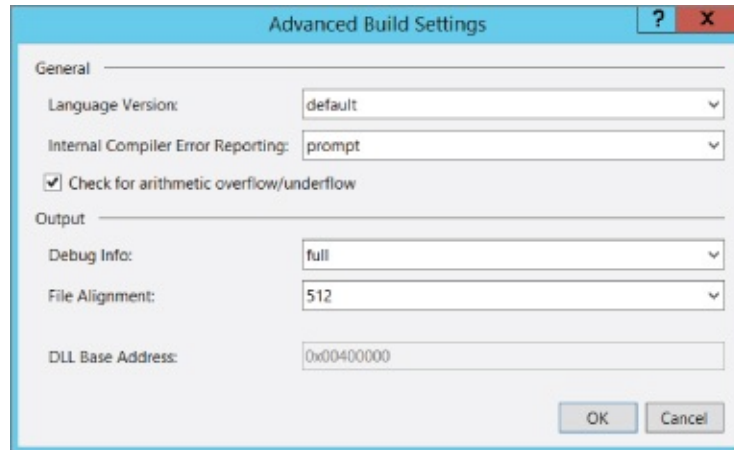 Advanced Build Settings ? x
General
Language Version: default
Internal Compiler Error Reporting: prompt
Check for arithmetic overflow/underflow
Output
Debug Info: full
File Alignment: 512
DLL Base Address: 0x00400000
OK Cancel